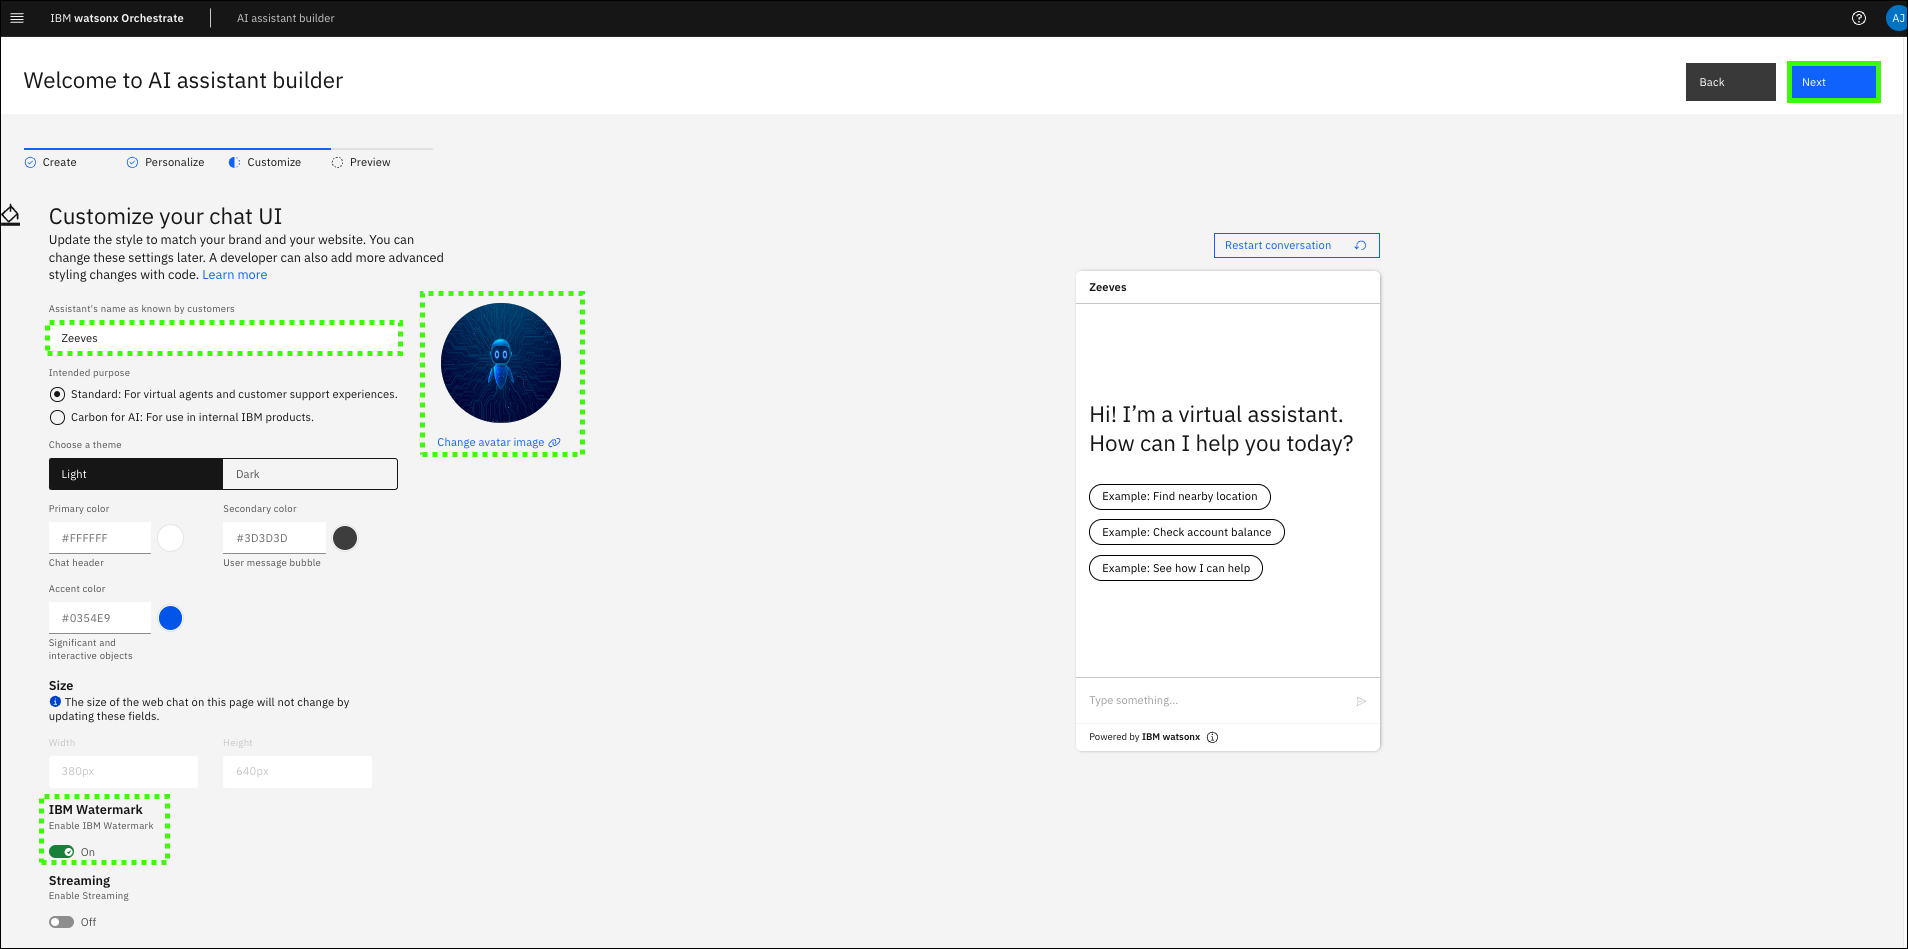 IBM watsonx Orchestrate
AI assistant builder
AJ
Welcome to AI assistant builder
Back
Next
Create
Personalize
Customize
Preview
Customize your chat UI
Update the style to match your brand and your website. You can
change these settings later. A developer can also add more advanced
styling changes with code. Learn more
Assistant's name as known by customers
Zeeves
Intended purpose
Standard: For virtual agents and customer support experiences.
Carbon for AI: For use in internal IBM products.
Change avatar image
Choose a theme
Light
Dark
Primary color
Secondary color
#FFFFFF
#3D3D3D
Chat header
User message bubble
Accent color
#0354E9
Significant and
interactive objects
Size
The size of the web chat on this page will not change by
updating these fields.
Width
Height
380px
640px
IBM Watermark
Enable IBM Watermark
On
Streaming
Enable Streaming
Off
Restart conversation
Zeeves
Hi! I’m a virtual assistant.
How can I help you today?
Example: Find nearby location
Example: Check account balance
Example: See how I can help
Type something...
Powered by IBM watsonx